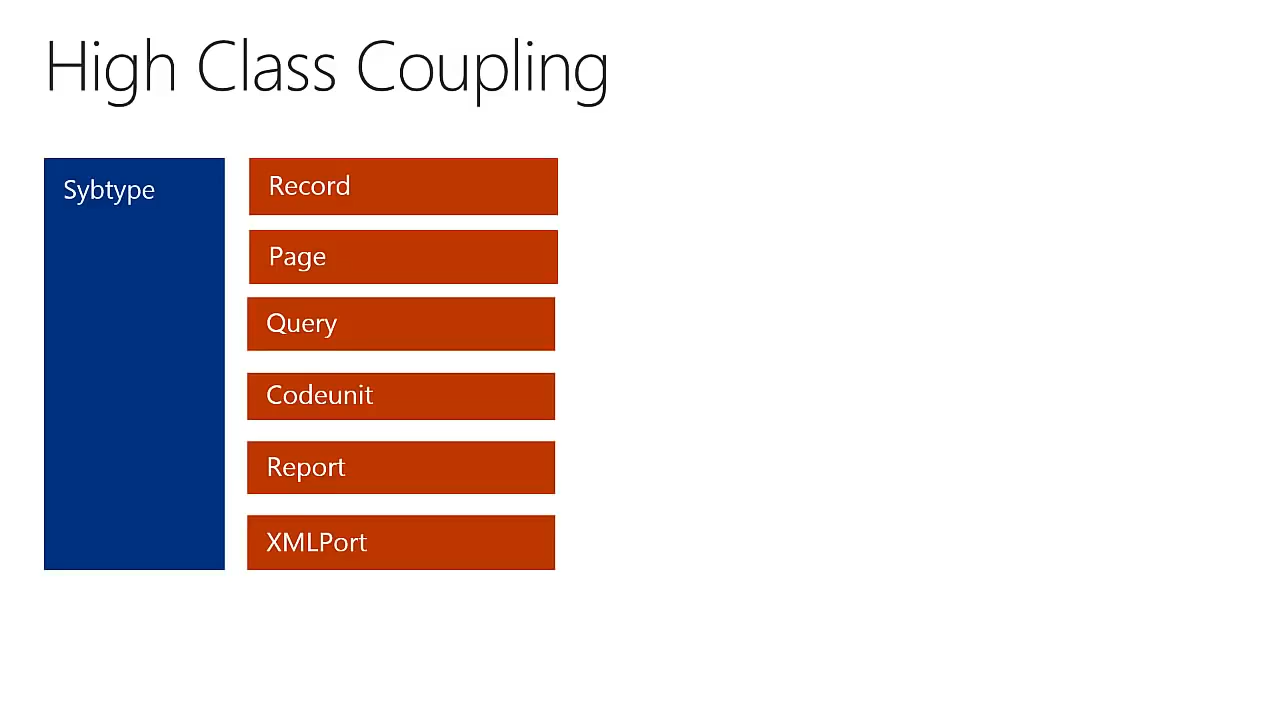 High Class Coupling
Sybtype
Record
Page
Query
Codeunit
Report
XMLPort